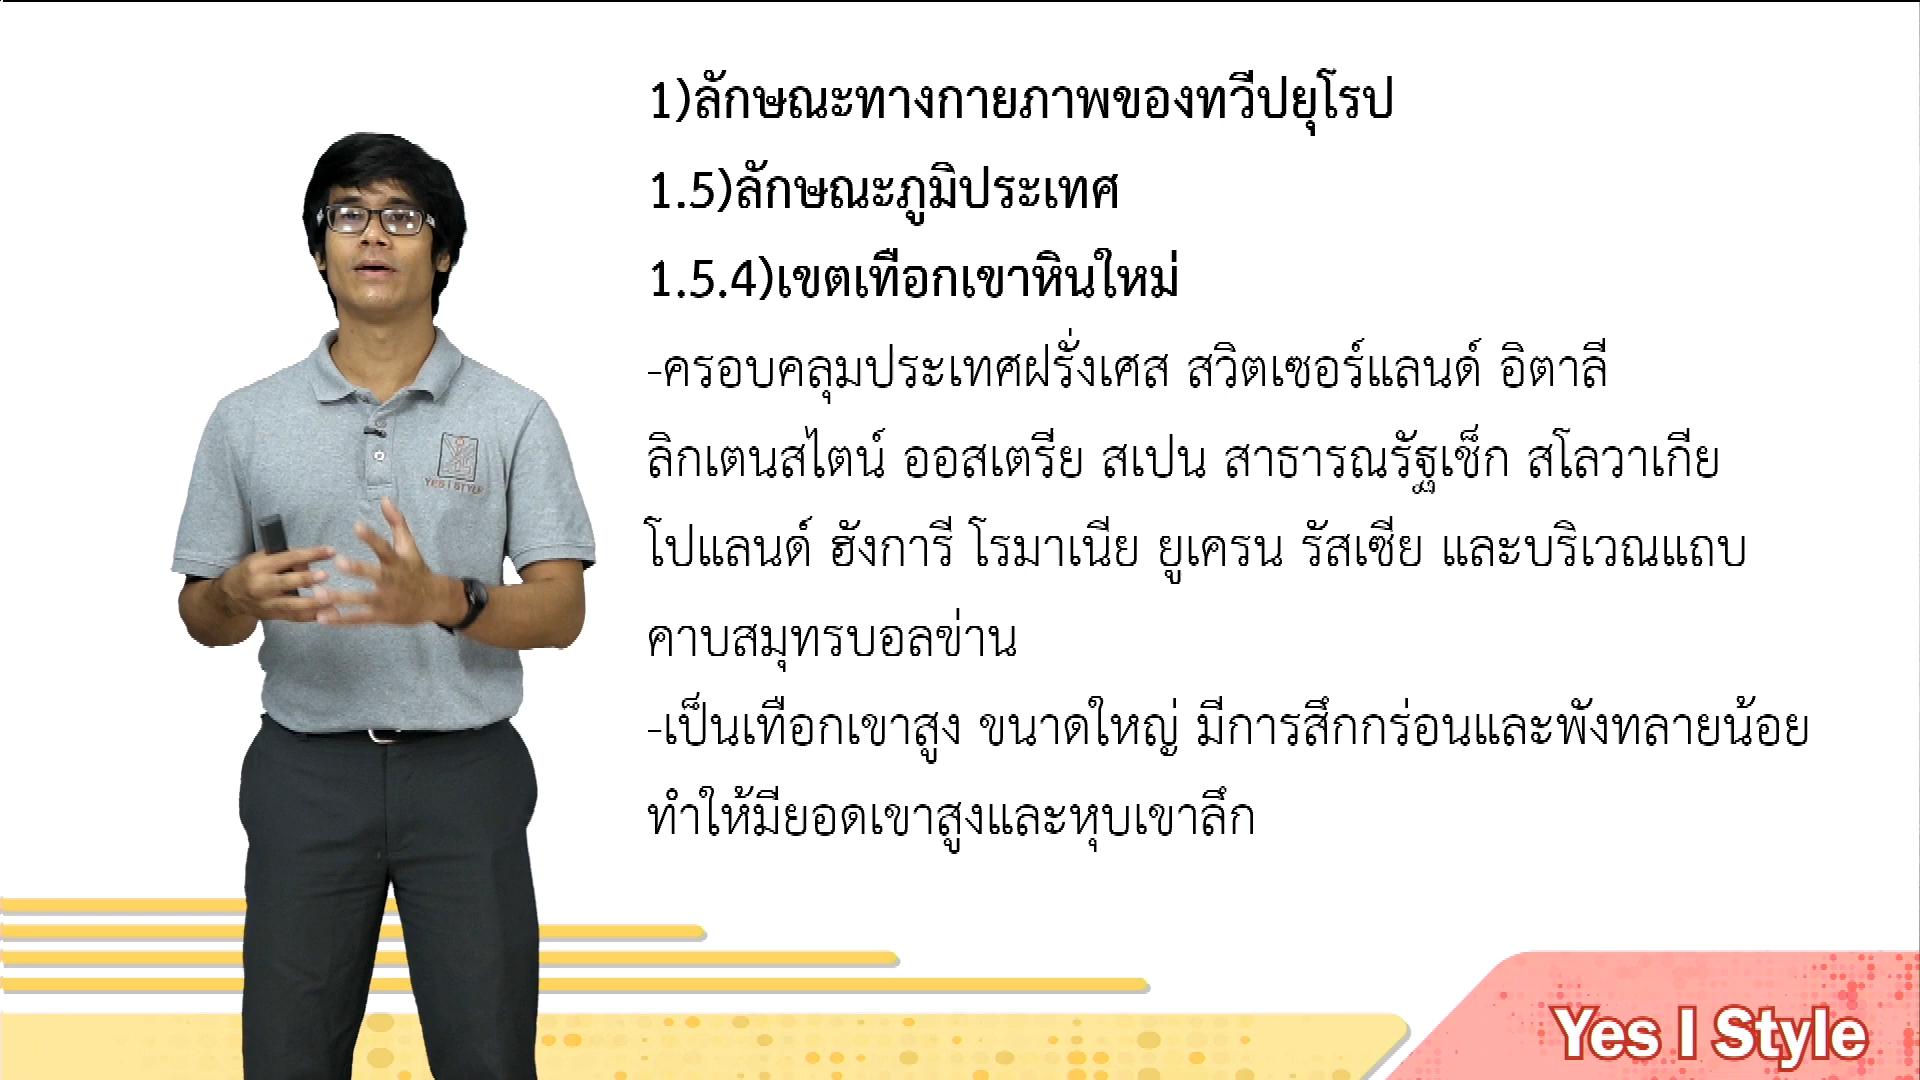 1)ลักษณะทางกายภาพของทวีปยุโรป
1.5)ลักษณะภูมิประเทศ
1.5.4)เขตเทือกเขาหินใหม่
-ครอบคลุมประเทศฝรั่งเศส สวิตเซอร์แลนด์ อิตาลี
ลิกเตนสไตน์ ออสเตรีย สเปน สาธารณรัฐเช็ก สโลวาเกีย
โปแลนด์ ฮังการี โรมาเนีย ยูเครน รัสเซีย และบริเวณแถบ
คาบสมุทรบอลข่าน
-เป็นเทือกเขาสูง ขนาดใหญ่ มีการสึกกร่อนและพังทลายน้อย
ทำให้มียอดเขาสูงและหุบเขาลึก
YES I STYLE
Yes I Style